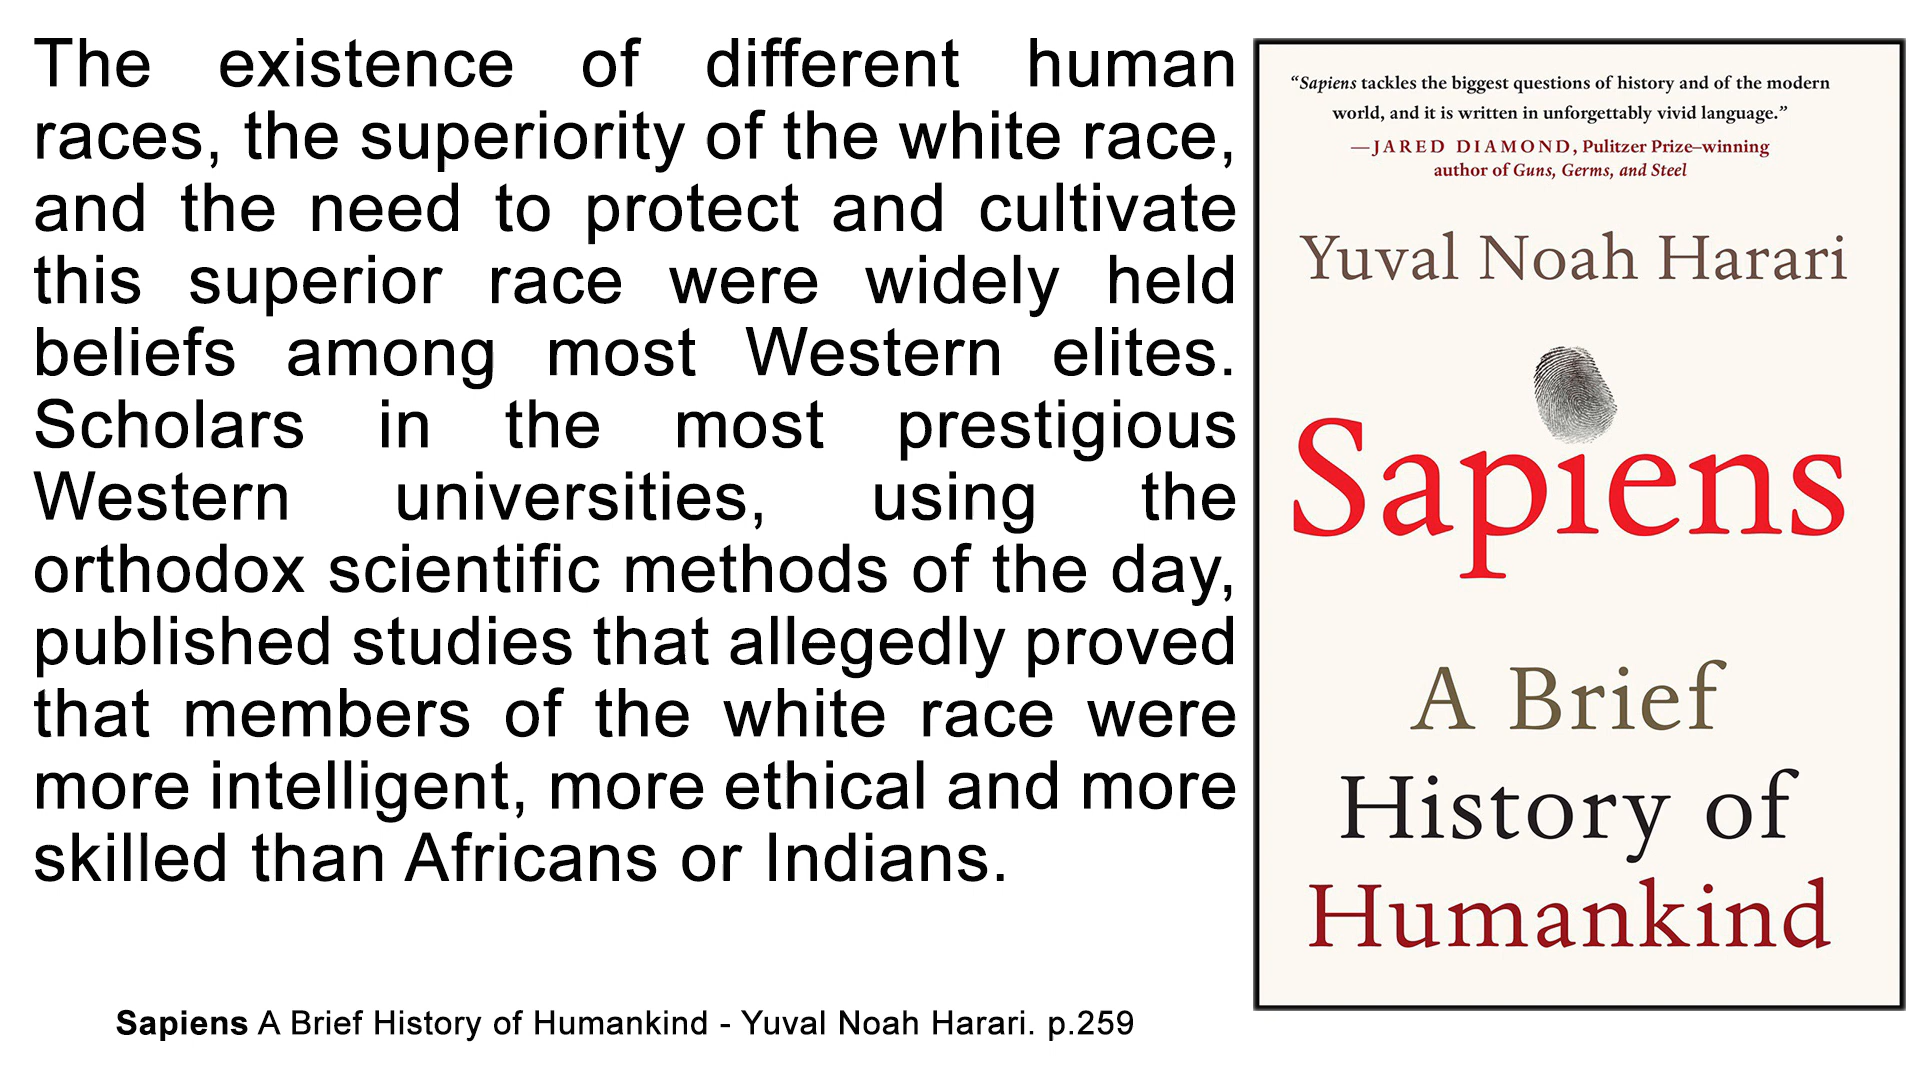 The existence of different human
races, the superiority of the white race,
and the need to protect and cultivate
this superior race were widely held
beliefs among most Western elites.
Scholars in the most prestigious
Western universities, using the
orthodox scientific methods of the day,
published studies that allegedly proved
that members of the white race were
more intelligent, more ethical and more
skilled than Africans or Indians.
Sapiens A Brief History of Humankind - Yuval Noah Harari. p.259
“Sapiens tackles the biggest questions of history and of the modern
world, and it is written in unforgettably vivid language.”
—JARED DIAMOND, Pulitzer Prize–winning
author of Guns, Germs, and Steel
Yuval Noah Harari
Sapiens
A Brief
History of
Humankind